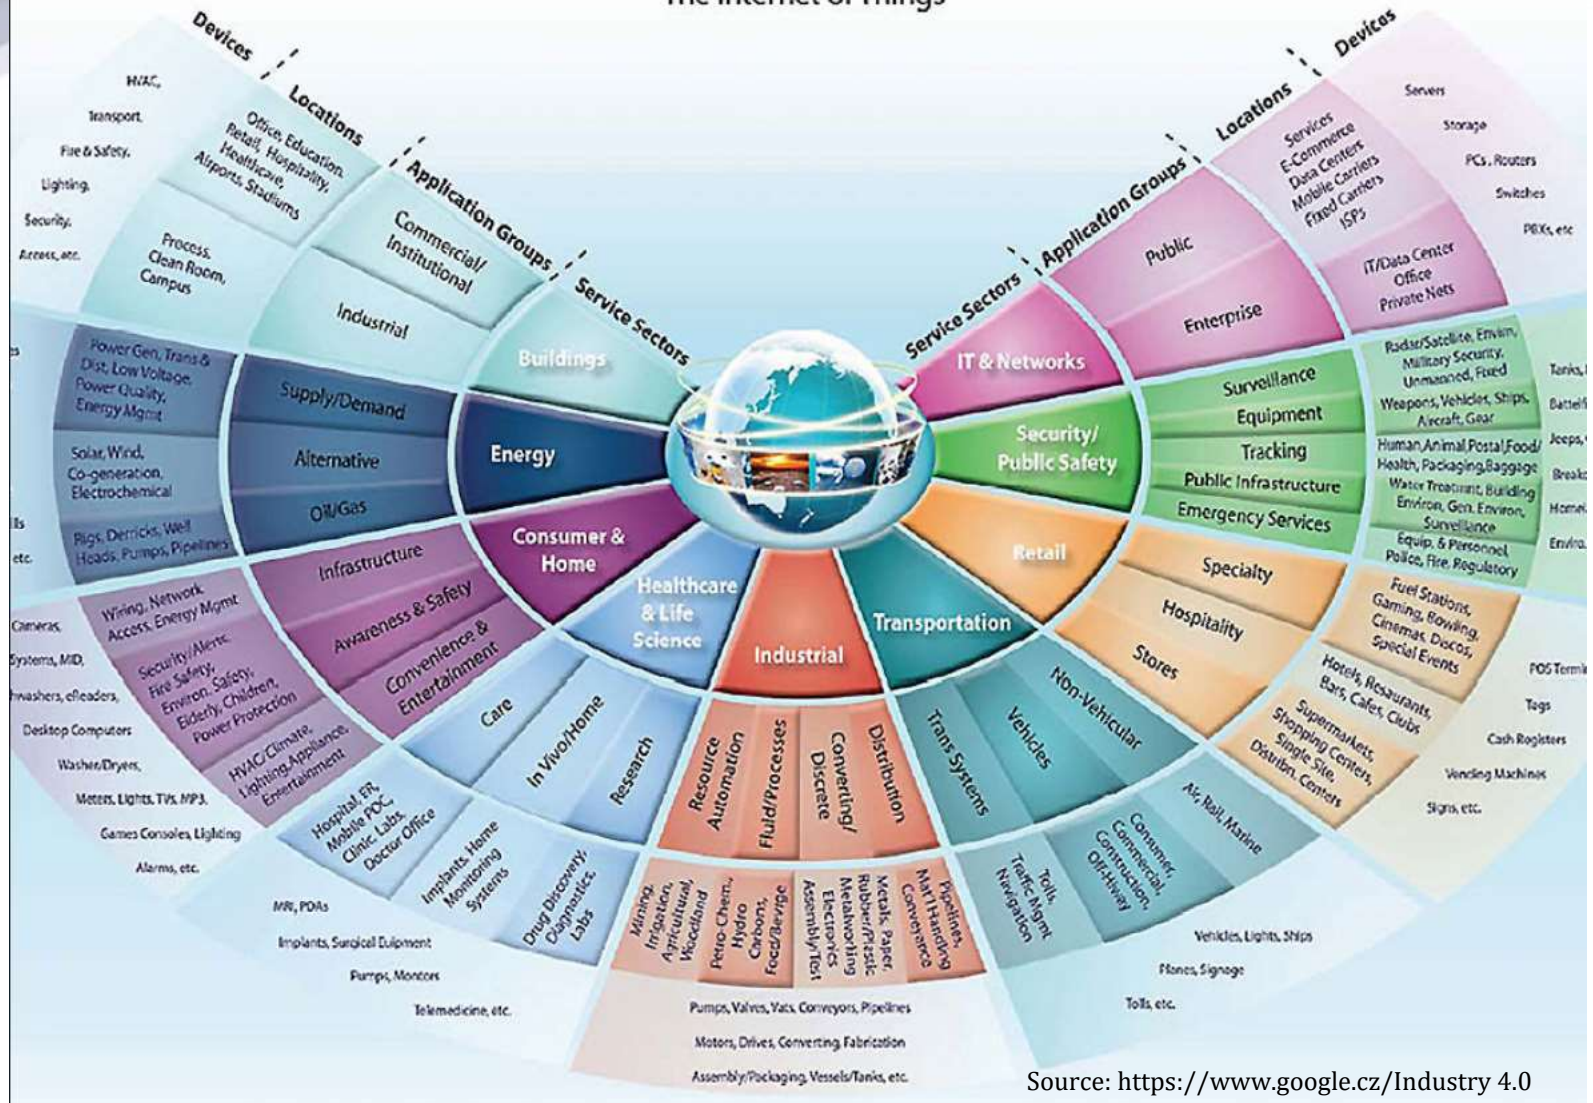 The Internet of Things
Devices
Locations
Application Groups
Service Sectors
HVAC,
Transport,
Fire & Safety,
Lighting,
Security,
Access, etc.
Office, Education,
Retail, Hospitality,
Healthcare,
Airports, Stadiums
Process,
Clean Room,
Campus
Commercial/
Institutional
Industrial
Buildings
Power Gen, Trans &
Dist, Low Voltage,
Power Quality,
Energy Mgmt
Solar, Wind,
Co-generation,
Electrochemical
Rigs, Derricks, Well
Heads, Pumps, Pipelines
etc.
Supply/Demand
Alternative
Oil/Gas
Energy
Cameras,
Systems, MID,
hwashers, eReaders,
Desktop Computers
Washer/Dryers,
Meters, Lights, TVs, MP3,
Games Consoles, Lighting
Alarms, etc.
Wiring, Network
Access, Energy Mgmt
Security/Alerts,
Fire Safety,
Environ. Safety,
Elderly, Children,
Power Protection
HVAC/Climate,
Lighting, Appliance,
Entertainment
Infrastructure
Awareness & Safety
Convenience &
Entertainment
Consumer &
Home
MRI, PDAs
Implants, Surgical Euipment
Pumps, Monitors
Telemedicine, etc.
Hospital, ER,
Mobile POC,
Clinic, Labs,
Doctor Office
Implants, Home
Monitoring
Systems
Drug Discovery,
Diagnostics,
Labs
Care
In Vivo/Home
Research
Healthcare
& Life
Science
Industrial
Resource
Automation
Fluid/Processes
Converting/
Discrete
Distribution
Mining,
Irrigation,
Agricultural,
Woodland
Petro-Chem.,
Hydro
Carbons,
Food/Bevrge
Metals, Paper,
Rubber/Plastic
Metalworking
Electronics
Assembly/Test
Pipelines,
Mat'l Handling
Conveyance
Pumps, Valves, Vats, Conveyors, Pipelines
Motors, Drives, Converting, Fabrication
Assembly/Packaging, Vessels/Tanks, etc.
Transportation
Trans Systems
Vehicles
Non-Vehicular
Tolls,
Traffic Mgmt
Navigation
Consumer,
Commercial,
Construction,
Off-Hiway
Air, Rail, Marine
Vehicles, Lights, Ships
Planes, Signage
Tolls, etc.
Retail
Specialty
Hospitality
Stores
Fuel Stations,
Gaming, Bowling,
Cinemas, Discos,
Special Events
Hotels, Resaurants,
Bars, Cafes, Clubs
Supermarkets,
Shopping Centers,
Single Site,
Distribn. Centers
POS Termi
Tags
Cash Registers
Vending Machines
Signs, etc.
Security/
Public Safety
Surveillance
Equipment
Tracking
Public Infrastructure
Emergency Services
Radar/Satellite, Envirn,
Military Security,
Unmanned, Fixed
Weapons, Vehicles, Ships,
Aircraft, Gear
Human,Animal,Postal,Food/
Health, Packaging,Baggage
Water Treatmnt, Building
Environ, Gen. Environ,
Surveillance
Equip, & Personnel,
Police, Fire, Regulatory
Tanks,
Jeeps,
Enviro.
IT & Networks
Public
Enterprise
Services
E-Commerce
Data Centers
Mobile Carriers
Fixed Carriers
ISPs
IT/Data Center
Office
Private Nets
Servers
Storage
PCs, Routers
Switches
PBXs, etc
Service Sectors
Application Groups
Locations
Devices
Source: https://www.google.cz/Industry 4.0